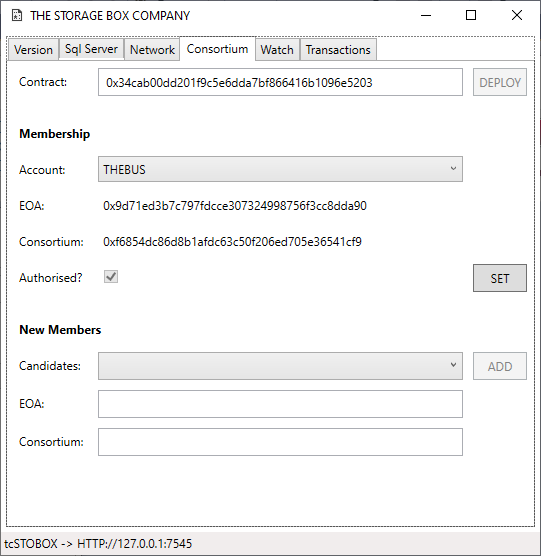 THE STORAGE BOX COMPANY
Version Sql Server Network Consortium Watch Transactions
Contract: 0x34cab00dd201f9c5e6dda7bf866416b1096e5203 DEPLOY
Membership
Account: THEBUS
EOA: 0x9d71ed3b7c797fdcce307324998756f3cc8dda90
Consortium: 0xf6854dc86d8b1afdc63c50f206ed705e36541cf9
Authorised? SET
New Members
Candidates: ADD
EOA:
Consortium:
tcSTOBOX -> HTTP://127.0.0.1:7545